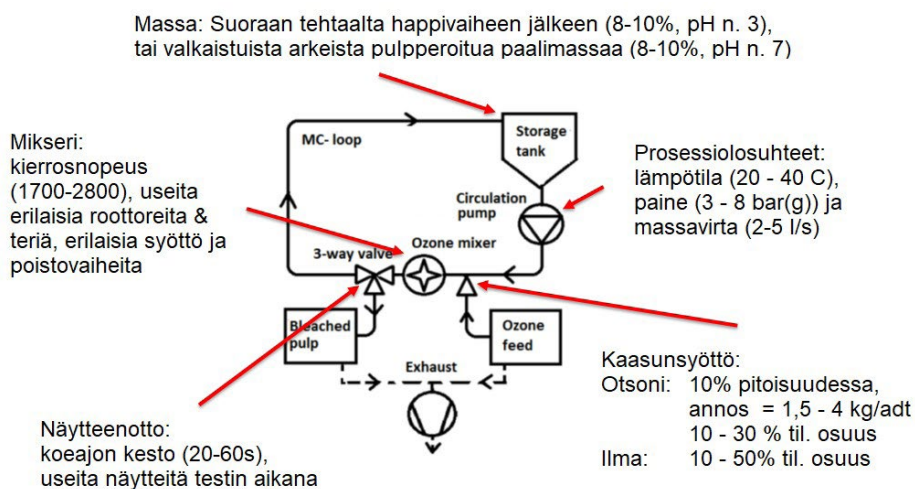 Massa: Suoraan tehtaalta happivaiheen jälkeen (8-10%, pH n. 3),
tai valkaistuista arkeista pulpperoitua paalimassaa (8-10%, pH n. 7)
Mikseri:
kierrosnopeus
(1700-2800), useita
erilaisia roottoreita &
teriä, erilaisia syöttö ja
poistovaiheita
MC- loop
Storage
tank
Circulation
pump
Ozone mixer
3-way valve
Bleached
pulp
Ozone
feed
Exhaust
Prosessiolosuhteet:
lämpötila (20 - 40 C),
paine (3 - 8 bar(g)) ja
massavirta (2-5 l/s)
Näytteenotto:
koeajon kesto (20-60s),
useita näytteitä testin aikana
Kaasunsyöttö:
Otsoni: 10% pitoisuudessa,
annos = 1,5 - 4 kg/adt
10 - 30 % til. osuus
Ilma: 10 - 50% til. osuus